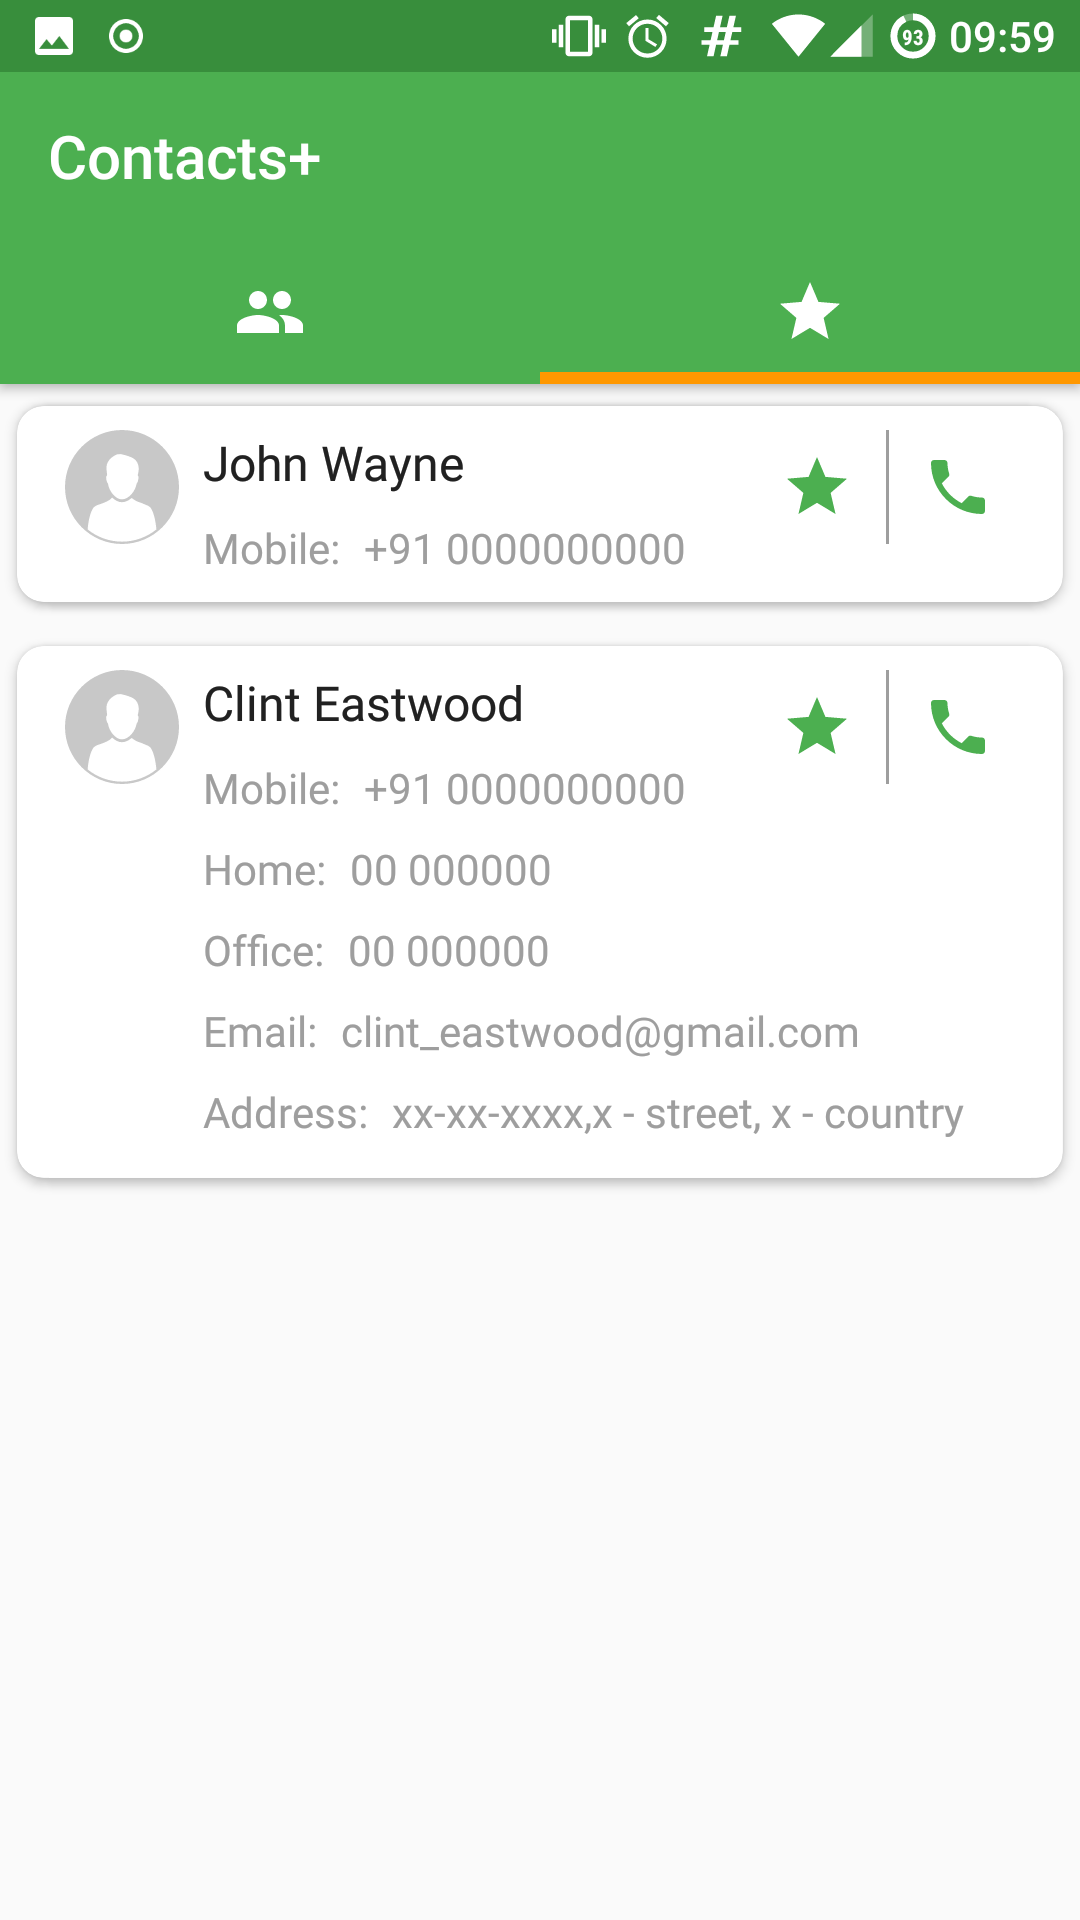 93 09:59
Contacts+
John Wayne
Mobile: +91 0000000000
Clint Eastwood
Mobile: +91 0000000000
Home: 00 000000
Office: 00 000000
Email: clint_eastwood@gmail.com
Address: xx-xx-xxxx,x - street, x - country